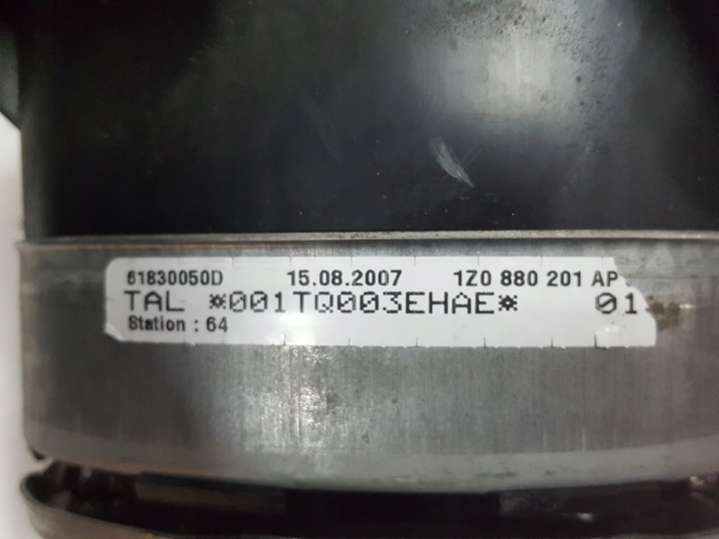 61830050D 15.08.2007 1Z0 880 201 AP
TAL *001TQ003EHAE* 01
Station : 64